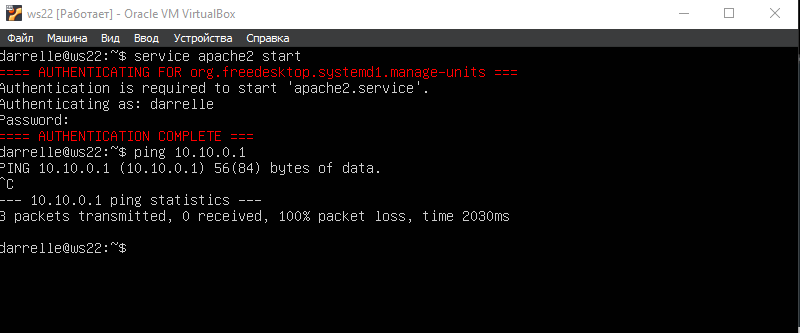 ws22 [Работает] - Oracle VM VirtualBox
Файл Машина Вид Ввод Устройства Справка
darrelle@ws22:~$ service apache2 start
==== AUTHENTICATING FOR org.freedesktop.systemd1.manage-units ===
Authentication is required to start 'apache2.service'.
Authenticating as: darrelle
Password:
==== AUTHENTICATION COMPLETE ===
darrelle@ws22:~$ ping 10.10.0.1
PING 10.10.0.1 (10.10.0.1) 56(84) bytes of data.
^C
--- 10.10.0.1 ping statistics ---
3 packets transmitted, 0 received, 100% packet loss, time 2030ms
darrelle@ws22:~$